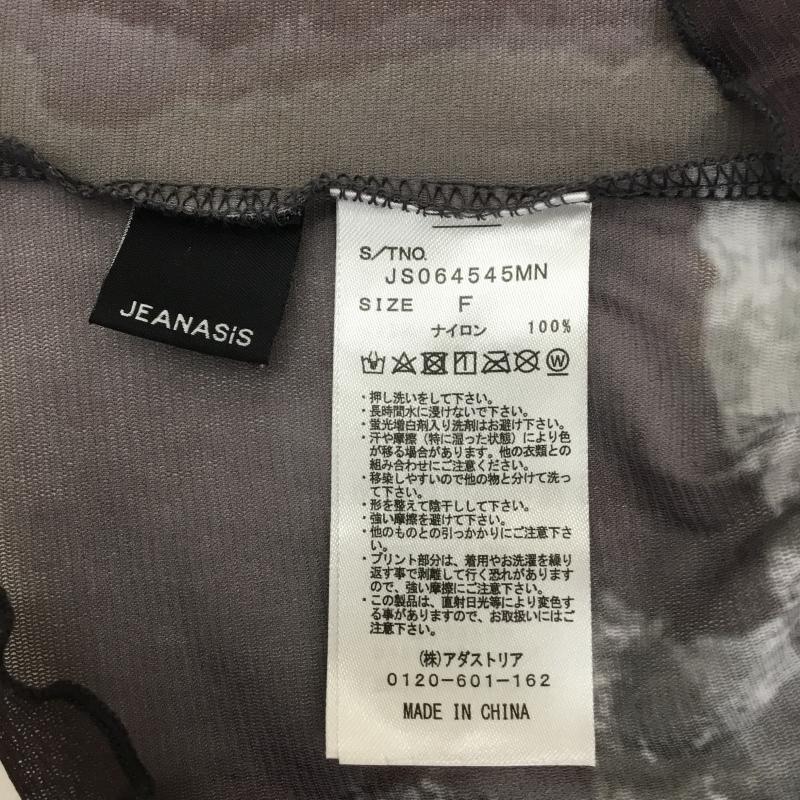 JEANASiS
S/TNO.
JS064545MN
SIZE F
ナイロン 100%
W
・押し洗いをして下さい。
・長時間水に浸けないで下さい。
・蛍光増白剤入り洗剤はお避け下さい。
・汗や摩擦（特に湿った状態）により色
が移る場合があります。他の衣類との
組み合わせにご注意ください。
・移染しやすいので他の物と分けて洗っ
て下さい。
・形を整えて陰干しして下さい。
・強い摩擦を避けて下さい。
・他のものとの引っかかりにご注意下さ
い。
・プリント部分は、着用やお洗濯を繰り
返す事で剥離して行く恐れがあります
ので、強い摩擦にご注意下さい。
・この製品は、直射日光等により変色す
る事がありますので、お取扱いにはご
注意下さい。
(株)アダストリア
0120-601-162
MADE IN CHINA